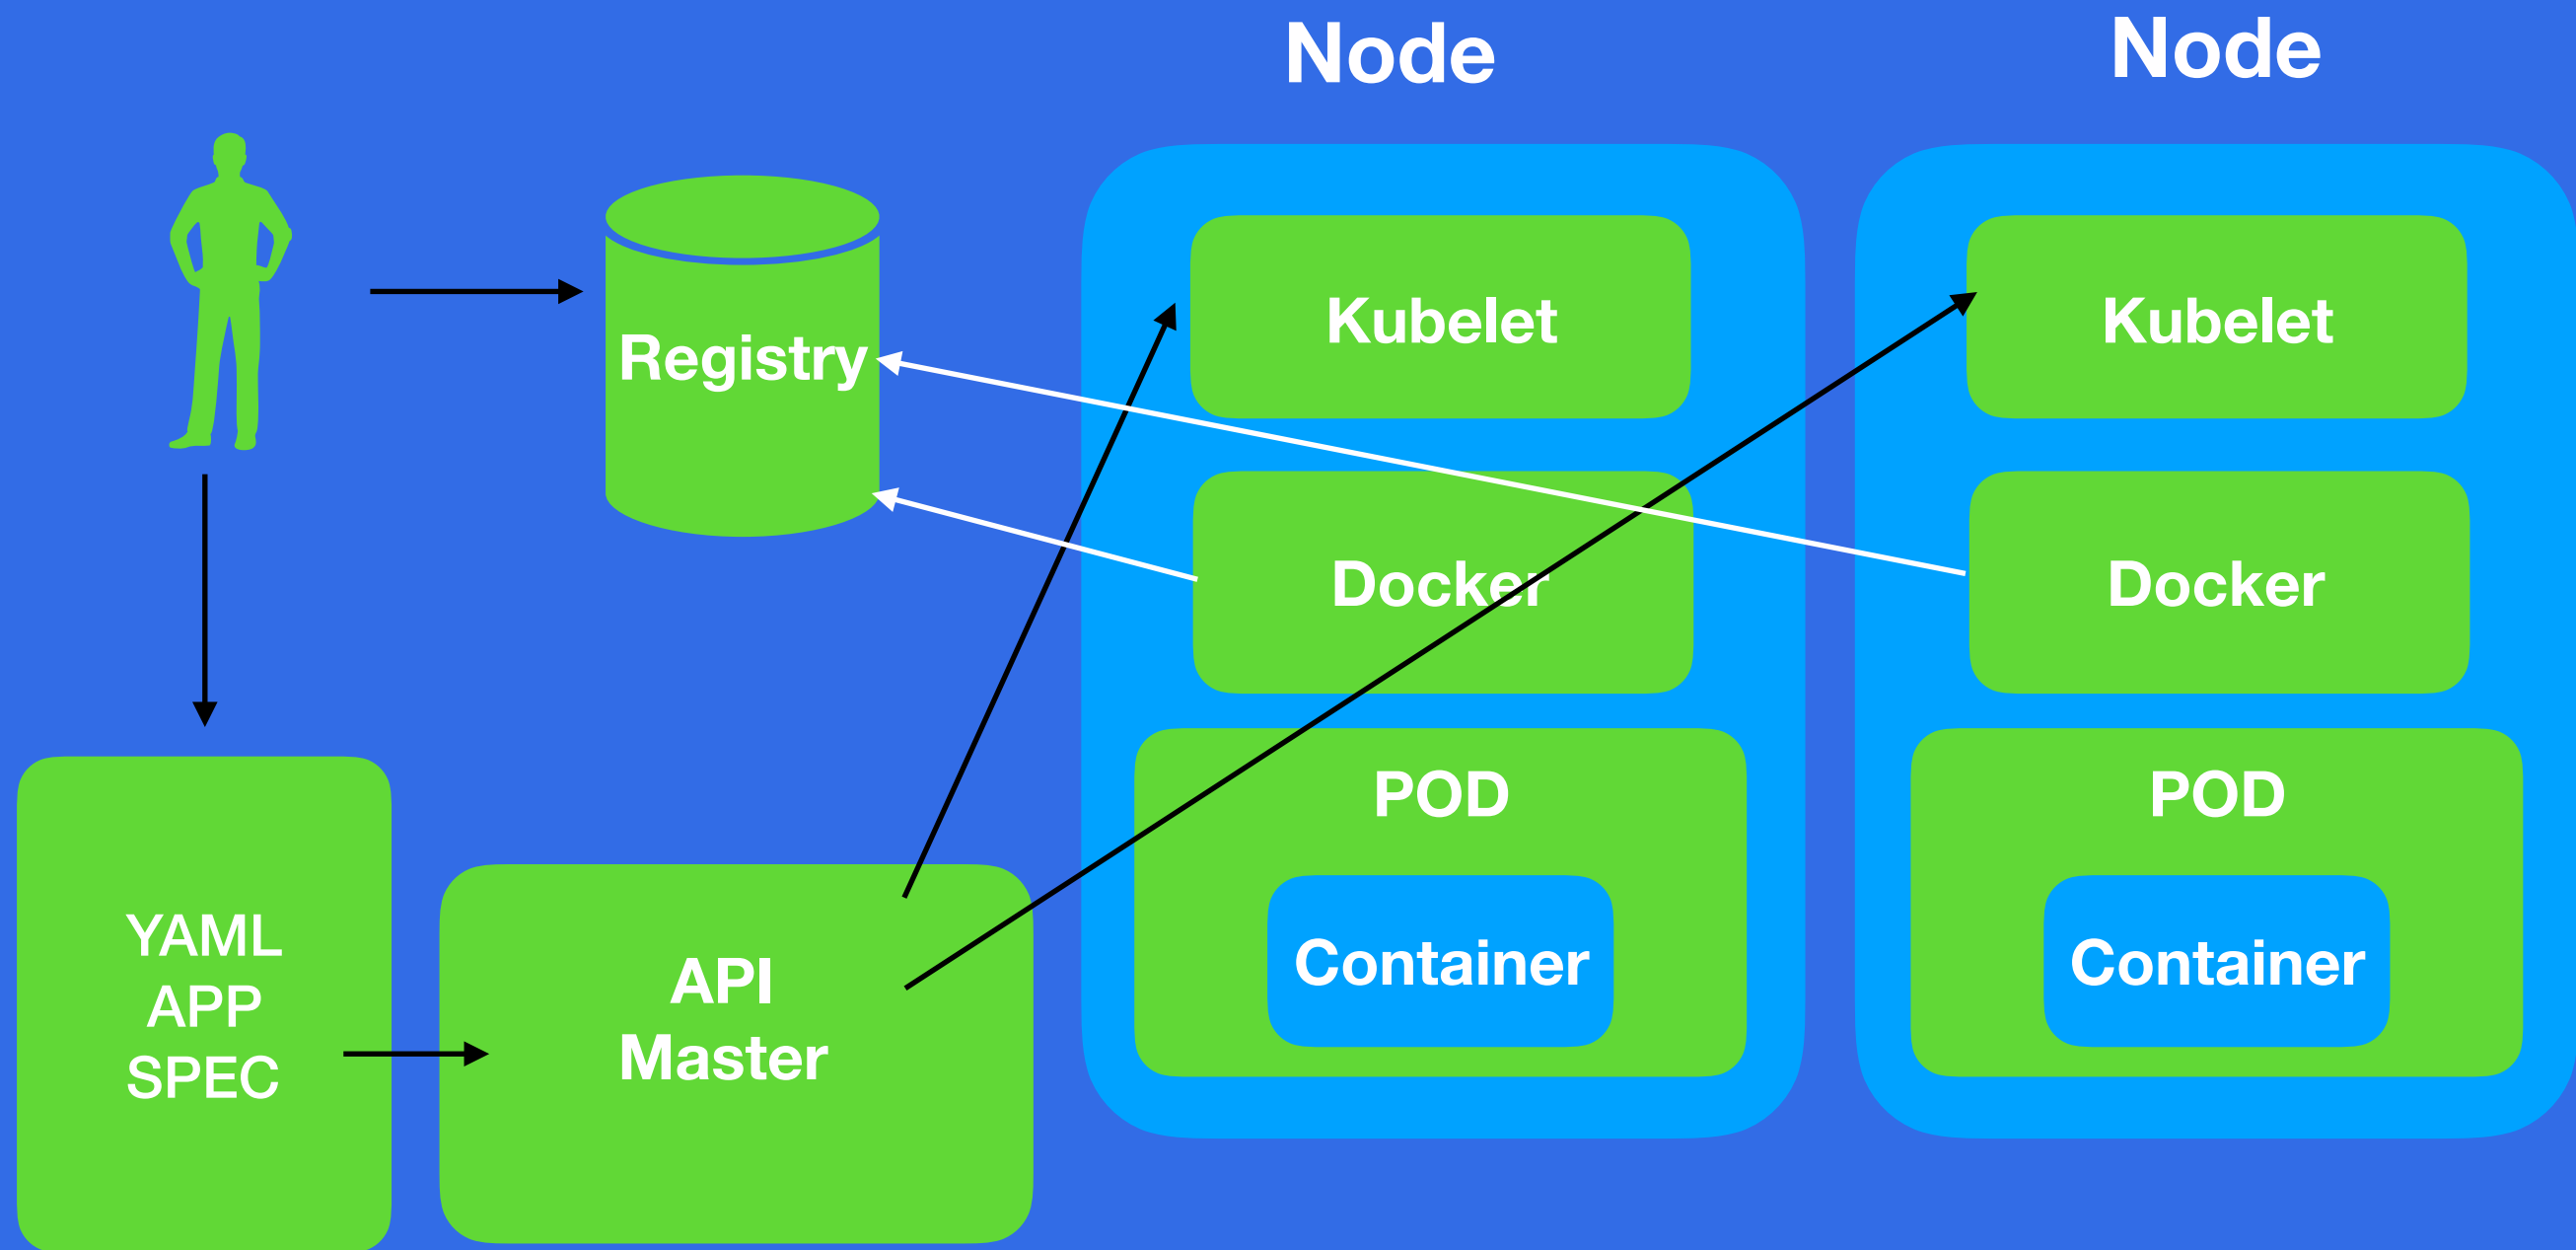 Node
Node
Registry
Kubelet
Kubelet
Docker
Docker
YAML
APP
SPEC
API
Master
POD
Container
POD
Container